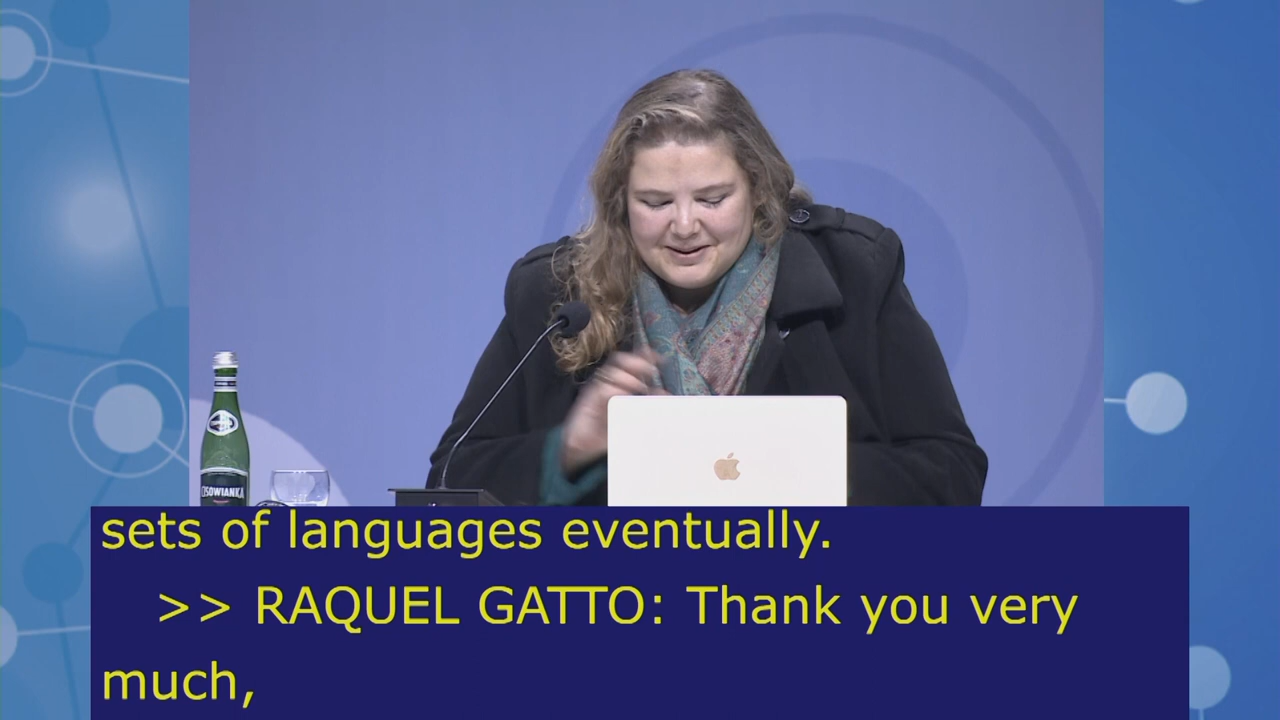 CISOWIANKA
sets of languages eventually.
>> RAQUEL GATTO: Thank you very
much,